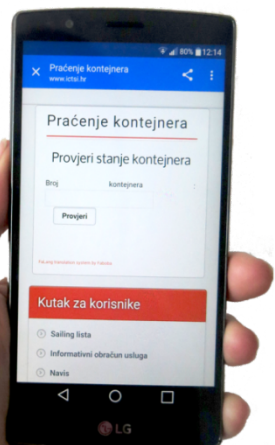 80% 12:14
Praćenje kontejnera
www.ictsi.hr
Praćenje kontejnera
Provjeri stanje kontejnera
Broj kontejnera :
Provjeri
Kutak za korisnike
Sailing lista
Informativni obračun usluga
Navis
LG